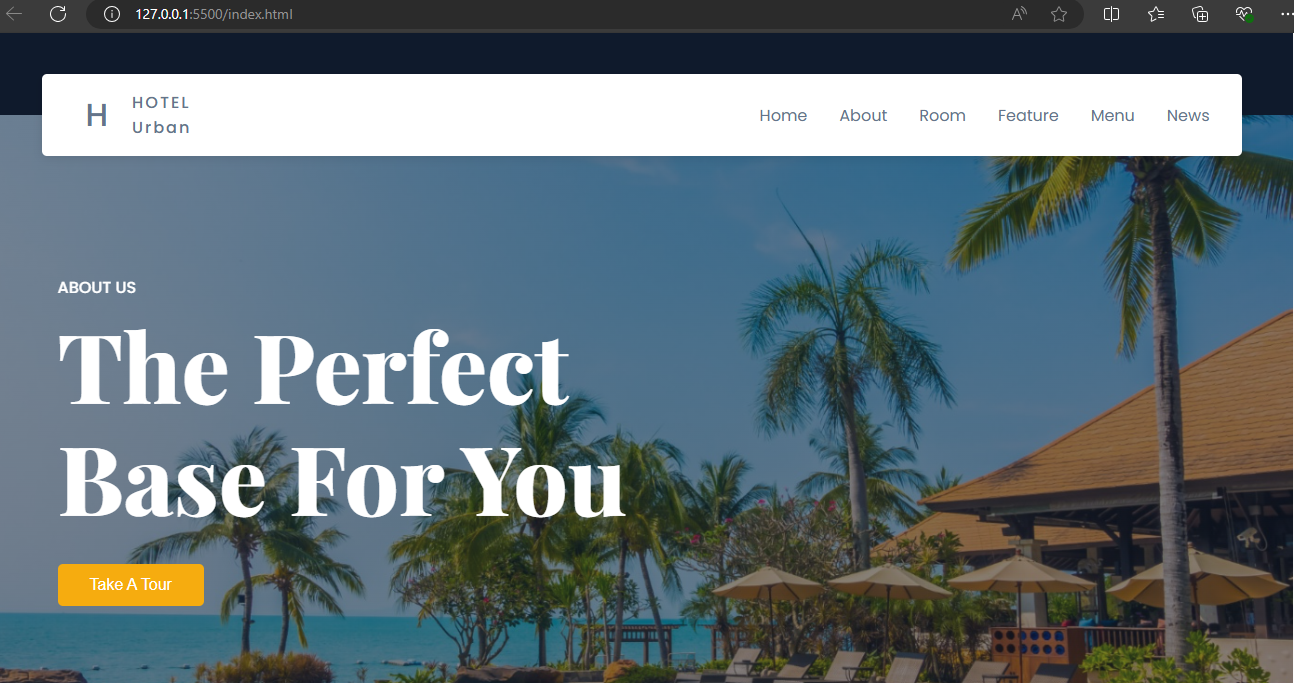 127.0.0.1:5500/index.html
H
HOTEL
Urban
Home About Room Feature Menu News
ABOUT US
The Perfect
Base For You
Take A Tour